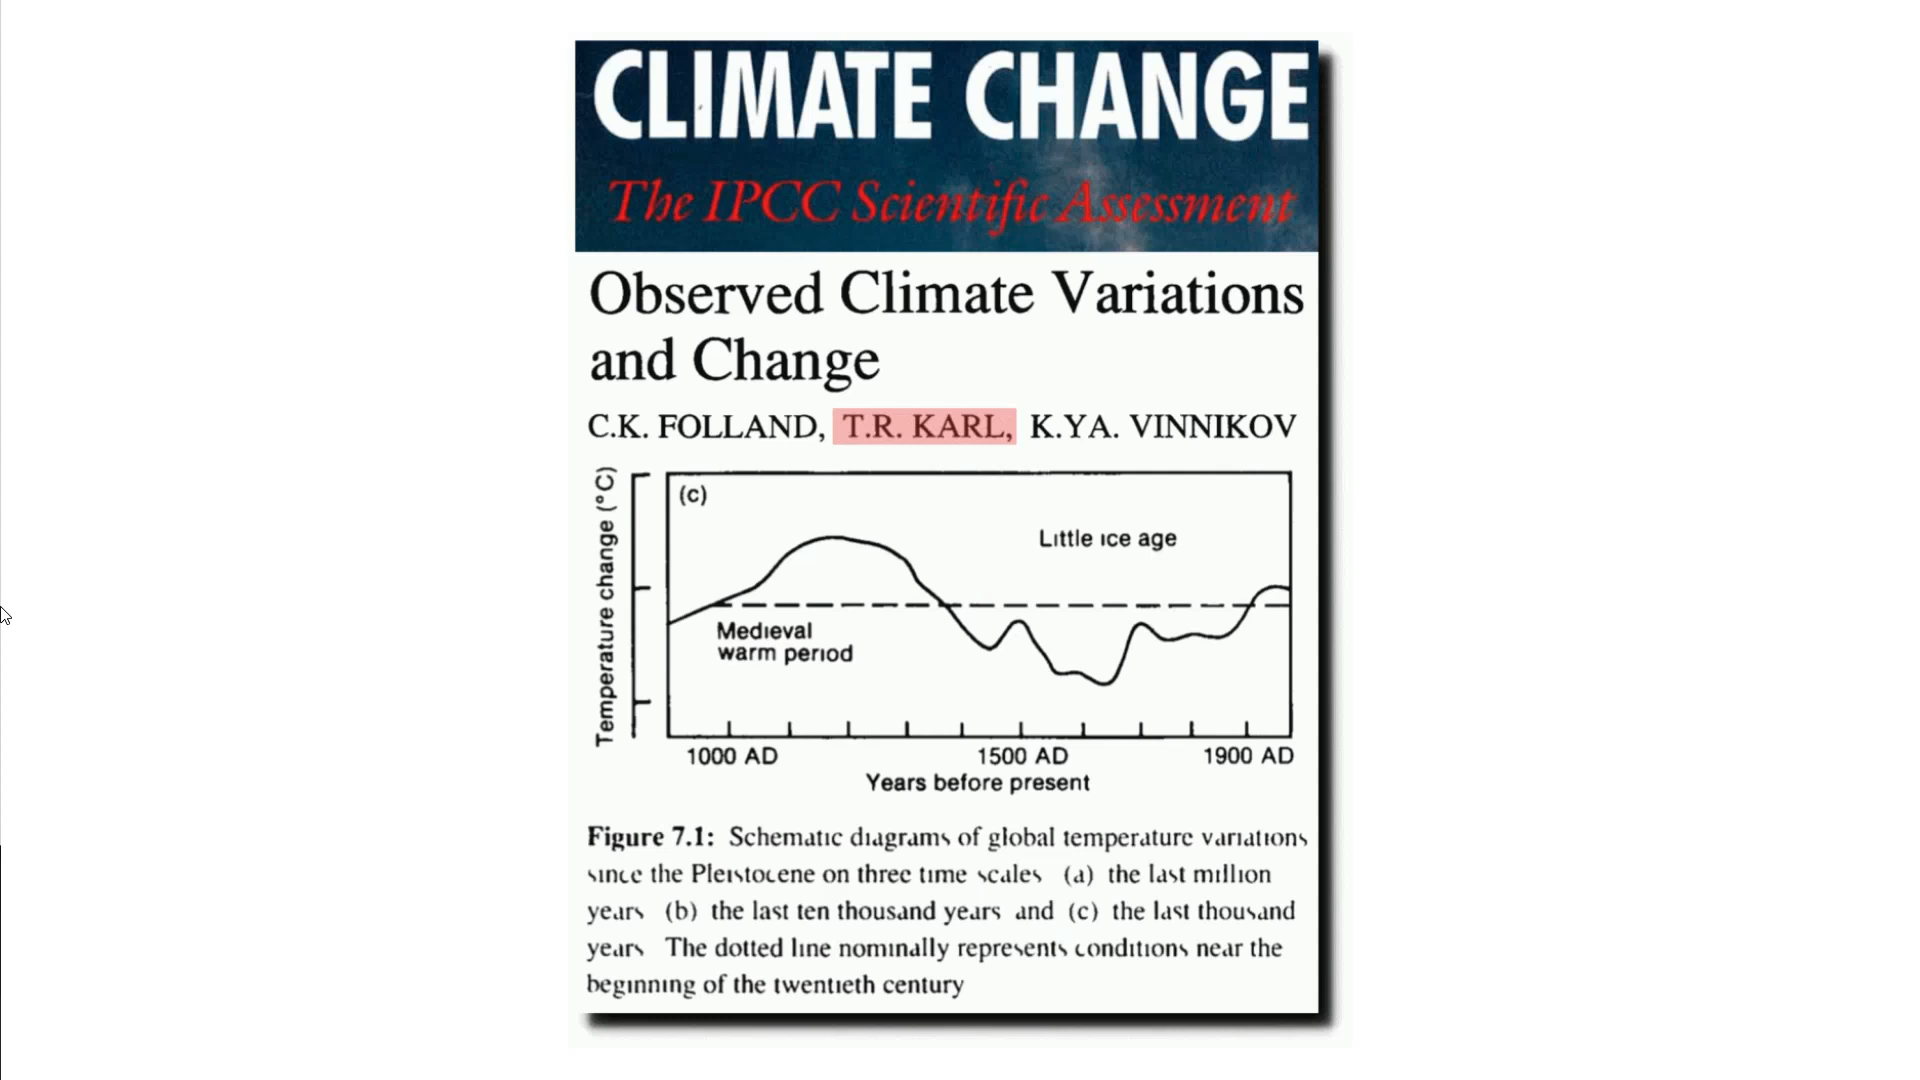 CLIMATE CHANGE
The IPCC Scientific Assessment
Observed Climate Variations
and Change
C.K. FOLLAND, T.R. KARL, K.YA. VINNIKOV
Temperature change (°C)
(c)
Little ice age
Medieval
warm period
1000 AD 1500 AD 1900 AD
Years before present
Figure 7.1: Schematic diagrams of global temperature variations
since the Pleistocene on three time scales (a) the last million
years (b) the last ten thousand years and (c) the last thousand
years The dotted line nominally represents conditions near the
beginning of the twentieth century